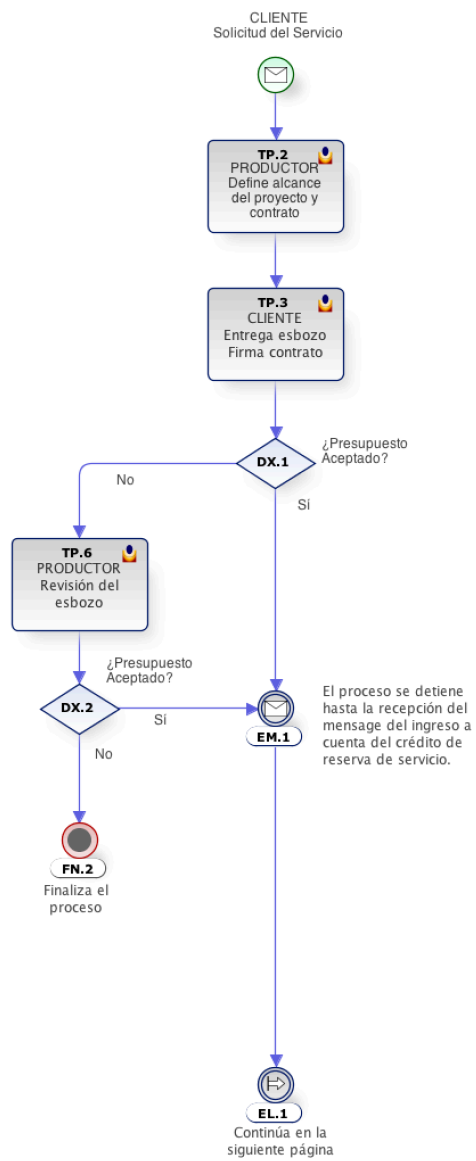 CLIENTE
Solicitud del Servicio
TP.2
PRODUCTOR
Define alcance
del proyecto y
contrato
TP.3
CLIENTE
Entrega esbozo
Firma contrato
DX.1
¿Presupuesto
Aceptado?
No
Sí
TP.6
PRODUCTOR
Revisión del
esbozo
¿Presupuesto
Aceptado?
DX.2
Sí
No
EM.1
El proceso se detiene
hasta la recepción del
mensage del ingreso a
cuenta del crédito de
reserva de servicio.
FN.2
Finaliza el
proceso
EL.1
Continúa en la
siguiente página